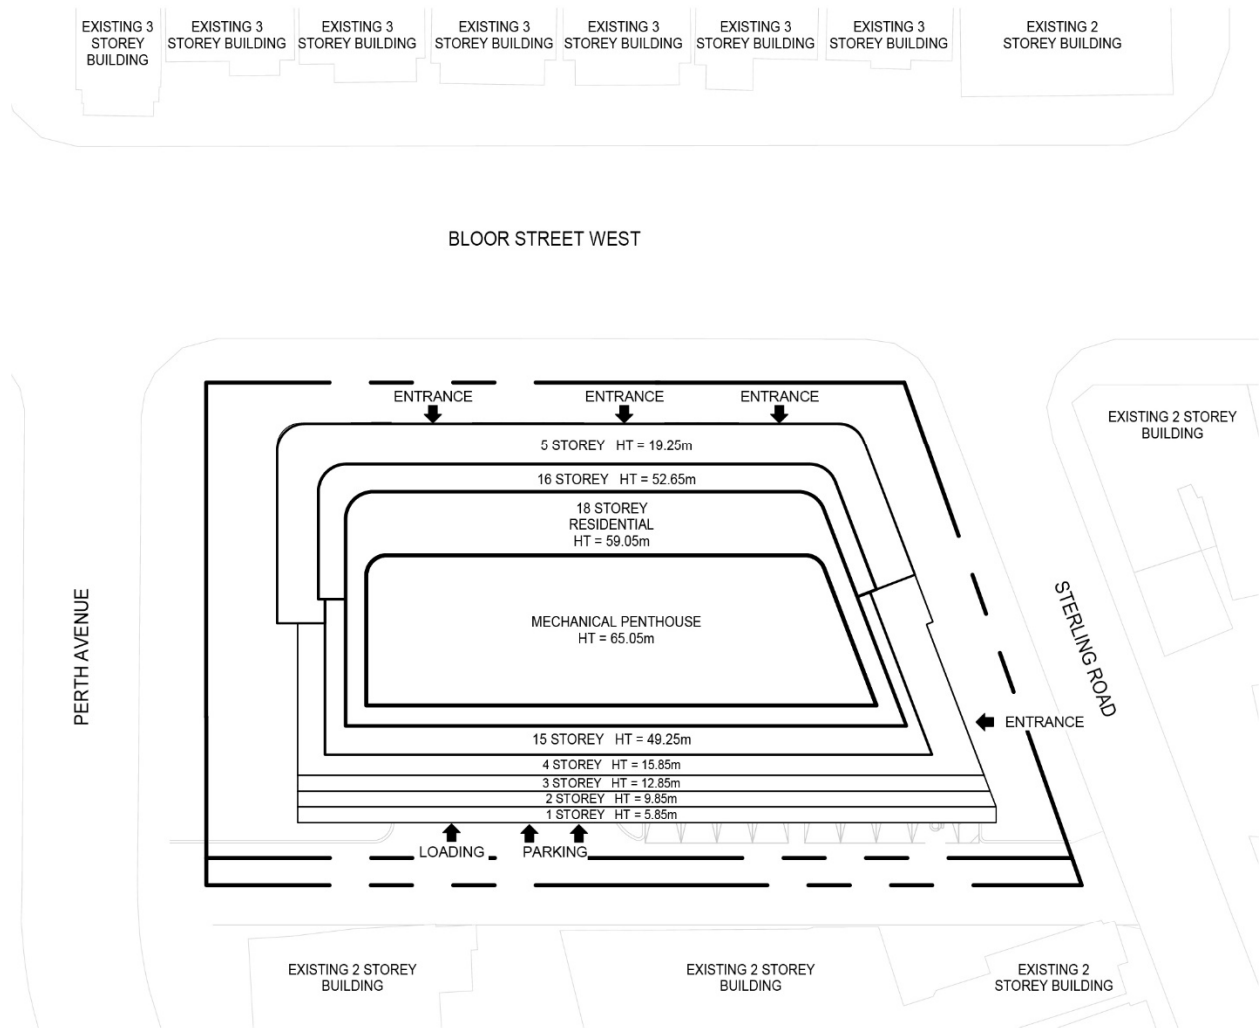 EXISTING 3
STOREY
BUILDING
EXISTING 3
STOREY BUILDING
EXISTING 3
STOREY BUILDING
EXISTING 3
STOREY BUILDING
EXISTING 3
STOREY BUILDING
EXISTING 3
STOREY BUILDING
EXISTING 3
STOREY BUILDING
EXISTING 2
STOREY BUILDING
BLOOR STREET WEST
ENTRANCE
ENTRANCE
ENTRANCE
EXISTING 2 STOREY
BUILDING
5 STOREY HT = 19.25m
16 STOREY HT = 52.65m
18 STOREY
RESIDENTIAL
HT = 59.05m
MECHANICAL PENTHOUSE
HT = 65.05m
PERTH AVENUE
STERLING ROAD
ENTRANCE
15 STOREY HT = 49.25m
4 STOREY HT = 15.85m
3 STOREY HT = 12.85m
2 STOREY HT = 9.85m
1 STOREY HT = 5.85m
LOADING
PARKING
EXISTING 2 STOREY
BUILDING
EXISTING 2 STOREY
BUILDING
EXISTING 2
STOREY BUILDING